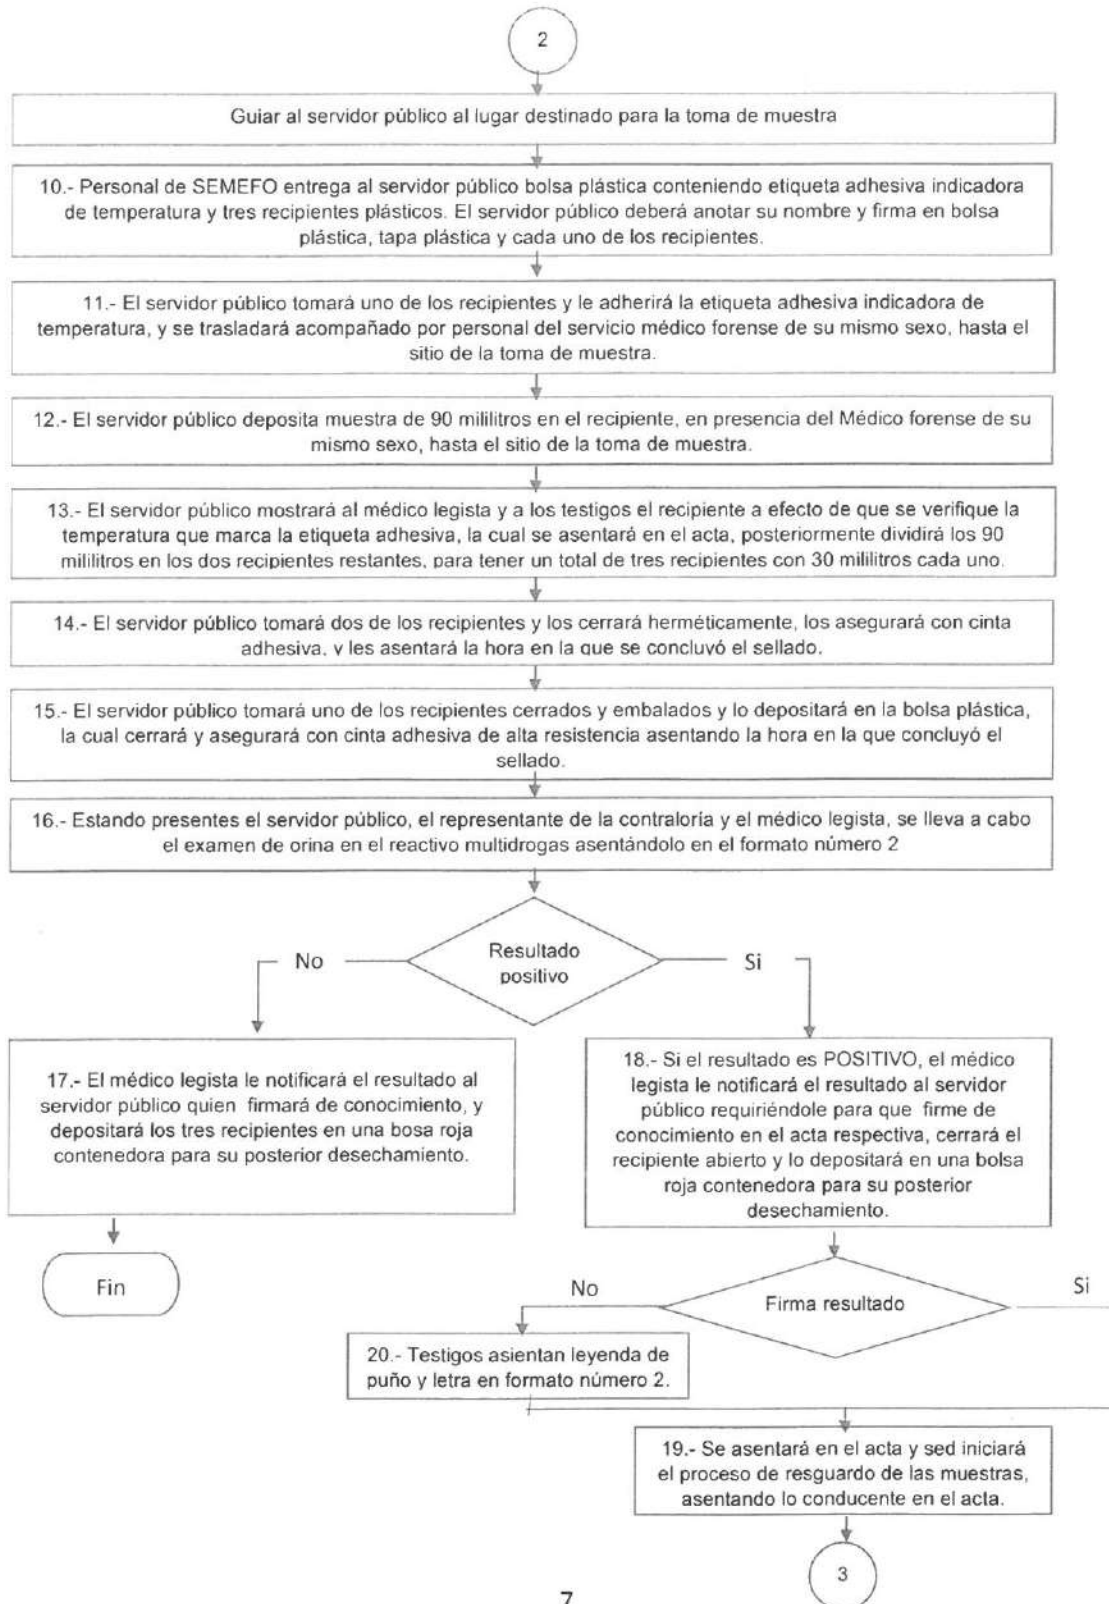 2
Guiar al servidor público al lugar destinado para la toma de muestra
10.- Personal de SEMEFO entrega al servidor público bolsa plástica conteniendo etiqueta adhesiva indicadora
de temperatura y tres recipientes plásticos. El servidor público deberá anotar su nombre y firma en bolsa
plástica, tapa plástica y cada uno de los recipientes.
11.- El servidor público tomará uno de los recipientes y le adherirá la etiqueta adhesiva indicadora de
temperatura, y se trasladará acompañado por personal del servicio médico forense de su mismo sexo, hasta el
sitio de la toma de muestra.
12.- El servidor público deposita muestra de 90 mililitros en el recipiente, en presencia del Médico forense de su
mismo sexo, hasta el sitio de la toma de muestra.
13.- El servidor público mostrará al médico legista y a los testigos el recipiente a efecto de que se verifique la
temperatura que marca la etiqueta adhesiva, la cual se asentará en el acta, posteriormente dividirá los 90
mililitros en los dos recipientes restantes, para tener un total de tres recipientes con 30 mililitros cada uno.
14.- El servidor público tomará dos de los recipientes y los cerrará herméticamente, los asegurará con cinta
adhesiva, y les asentará la hora en la que se concluyó el sellado.
15.- El servidor público tomará uno de los recipientes cerrados y embalados y lo depositará en la bolsa plástica,
la cual cerrará y asegurará con cinta adhesiva de alta resistencia asentando la hora en la que concluyó el
sellado.
16.- Estando presentes el servidor público, el representante de la contraloría y el médico legista, se lleva a cabo
el examen de orina en el reactivo multidrogas asentándolo en el formato número 2
Resultado
positivo
No
Si
17.- El médico legista le notificará el resultado al
servidor público quien firmará de conocimiento, y
depositará los tres recipientes en una bosa roja
contenedora para su posterior desechamiento.
18.- Si el resultado es POSITIVO, el médico
legista le notificará el resultado al servidor
público requiriéndole para que firme de
conocimiento en el acta respectiva, cerrará el
recipiente abierto y lo depositará en una bolsa
roja contenedora para su posterior
desechamiento.
Fin
No
Firma resultado
Si
20.- Testigos asientan leyenda de
puño y letra en formato número 2.
19.- Se asentará en el acta y sed iniciará
el proceso de resguardo de las muestras,
asentando lo conducente en el acta.
3
7